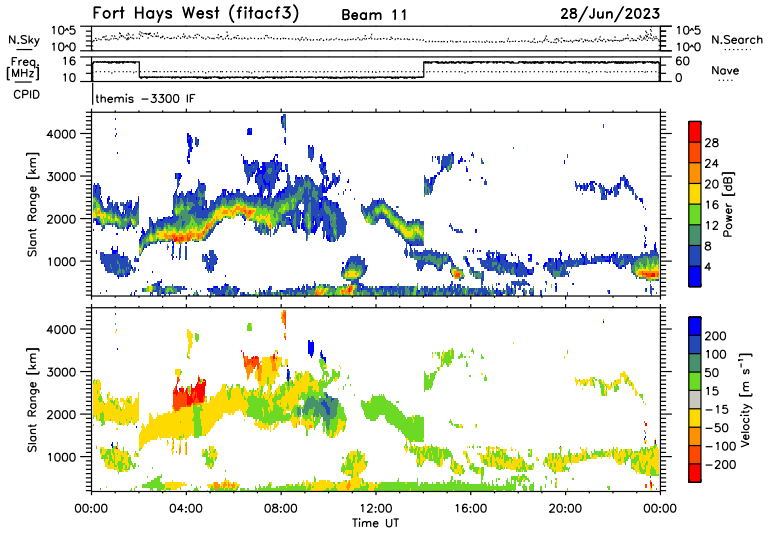 Fort Hays West (fitacf3) Beam 11 28/Jun/2023
N.Sky 10^5 10^0 10^5 10^0 N.Search
Freq. [MHz] 16 10 60 0 Nave
CPID themis -3300 IF
Slant Range [km]
4000
3000
2000
1000
Power [dB]
28
24
20
16
12
8
4
Slant Range [km]
4000
3000
2000
1000
Velocity [m s⁻¹]
200
100
50
15
-15
-50
-100
-200
00:00 04:00 08:00 12:00 16:00 20:00 00:00
Time UT